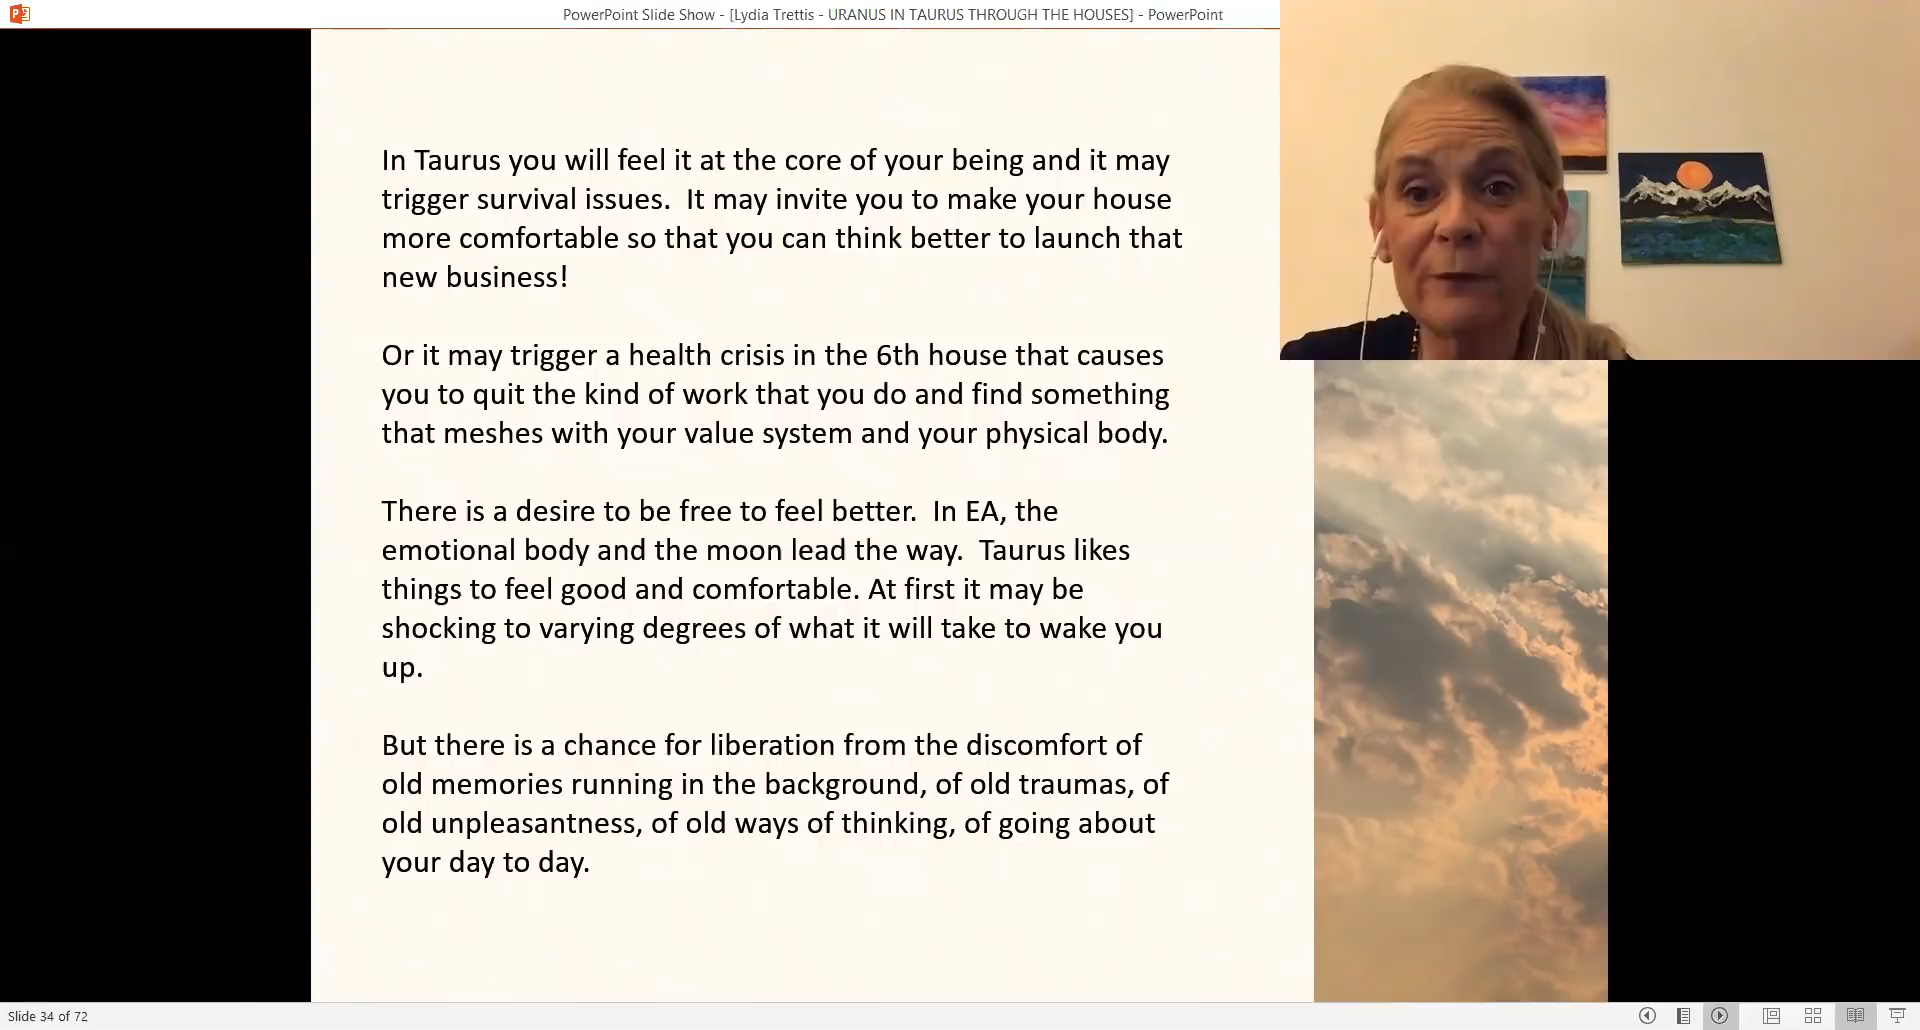 PowerPoint Slide Show - [Lydia Trettis - URANUS IN TAURUS THROUGH THE HOUSES] - PowerPoint
In Taurus you will feel it at the core of your being and it may
trigger survival issues.  It may invite you to make your house
more comfortable so that you can think better to launch that
new business!
Or it may trigger a health crisis in the 6th house that causes
you to quit the kind of work that you do and find something
that meshes with your value system and your physical body.
There is a desire to be free to feel better.  In EA, the
emotional body and the moon lead the way.  Taurus likes
things to feel good and comfortable. At first it may be
shocking to varying degrees of what it will take to wake you
up.
But there is a chance for liberation from the discomfort of
old memories running in the background, of old traumas, of
old unpleasantness, of old ways of thinking, of going about
your day to day.
Slide 34 of 72